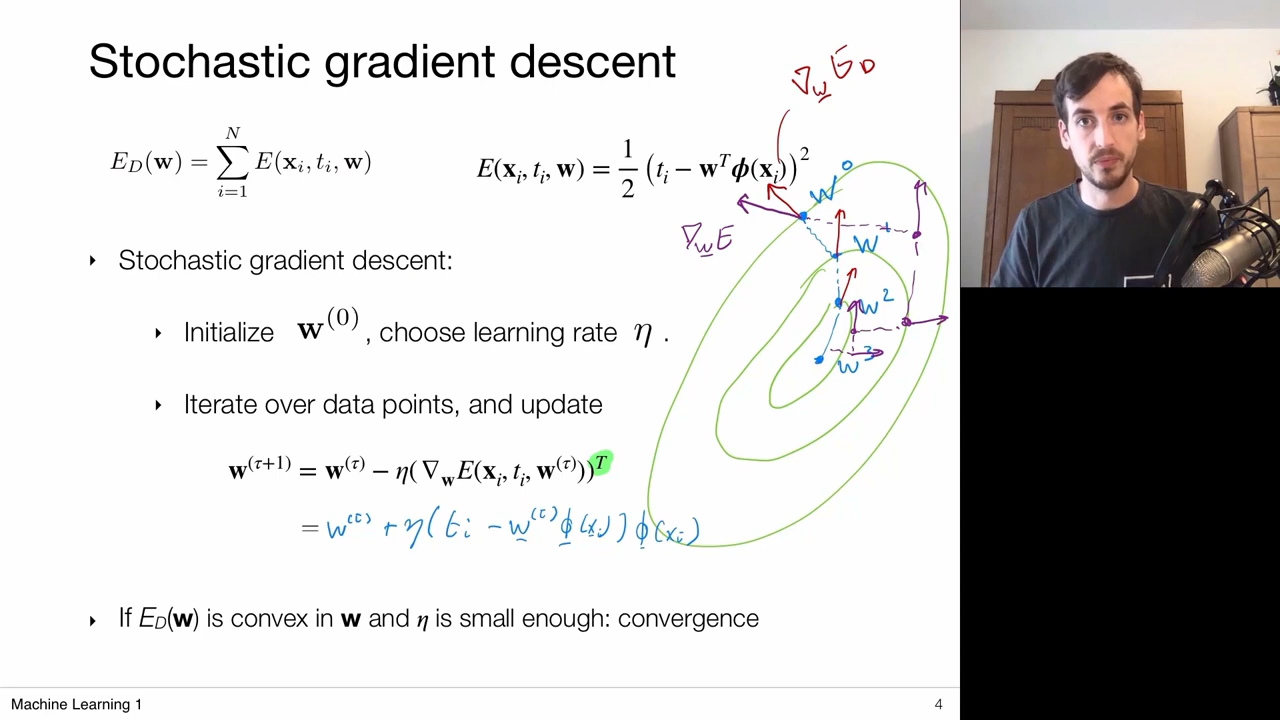 Stochastic gradient descent
∇_w E_D
E_D(w) = ∑_{i=1}^{N} E(x_i, t_i, w)
E(x_i, t_i, w) = 1/2 (t_i − w^T ϕ(x_i))^2
w^0
∇_w E
w^1
‣ Stochastic gradient descent:
w^2
‣ Initialize w^(0), choose learning rate η .
w^3
‣ Iterate over data points, and update
w^(τ+1) = w^(τ) − η(∇_w E(x_i, t_i, w^(τ)))^T
= w^(τ) + η(t_i − w^(τ) ϕ(x_i)) ϕ(x_i)
‣ If E_D(w) is convex in w and η is small enough: convergence
Machine Learning 1
4